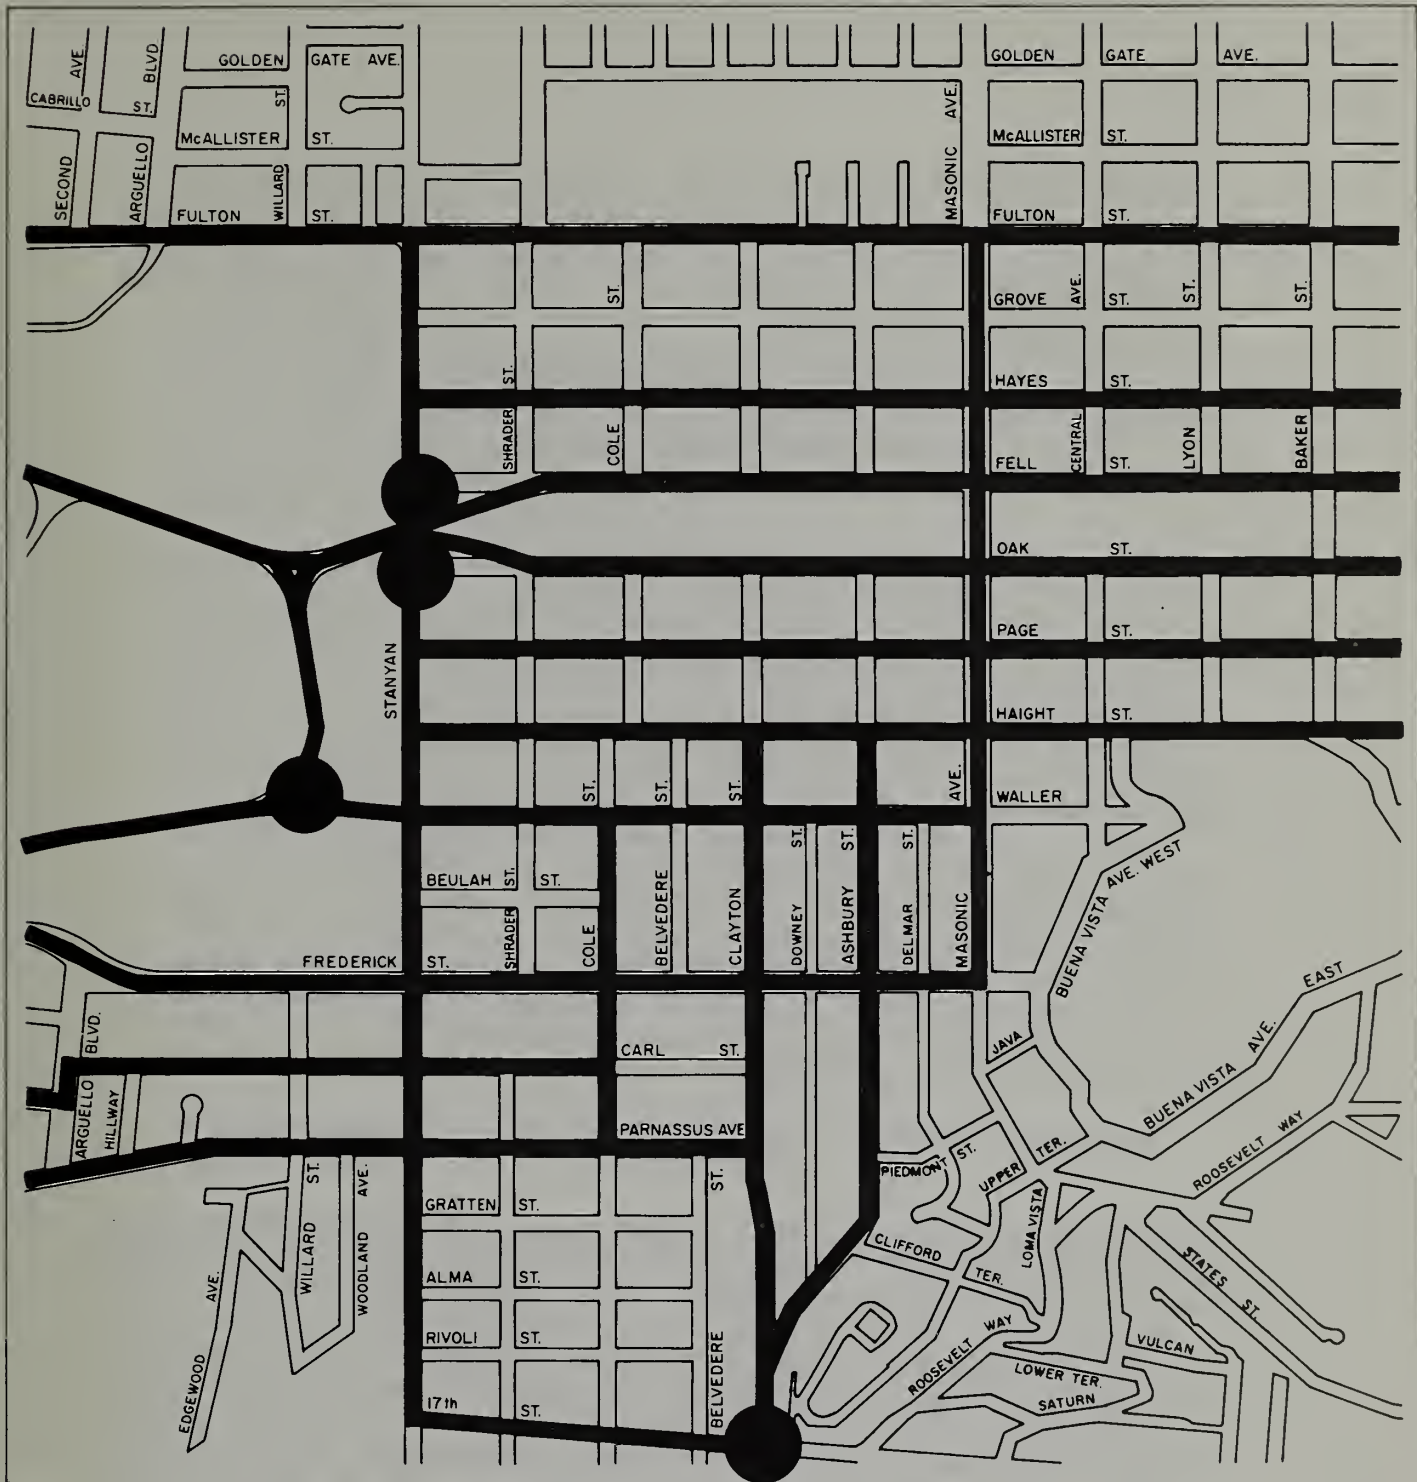 GOLDEN GATE AVE.
GOLDEN GATE AVE.
AVE.
BLVD
CABRILLO ST.
ST.
McALLISTER ST.
McALLISTER ST.
AVE.
SECOND
ARGUELLO
WILLARD
MASONIC
FULTON ST.
FULTON ST.
ST.
GROVE ST.
AVE.
ST.
ST.
ST.
HAYES ST.
SHRADER
COLE
FELL ST.
CENTRAL
LYON
BAKER
OAK ST.
PAGE ST.
STANYAN
HAIGHT ST.
ST.
ST.
ST.
AVE.
WALLER
BEULAH ST.
ST.
BELVEDERE
CLAYTON
ST.
DOWNEY
ST.
ASHBURY
ST.
DELMAR
MASONIC
BUENA VISTA AVE. WEST
FREDERICK ST.
SHRADER
COLE
BUENA VISTA AVE. EAST
JAVA
BLVD.
ARGUELLO
HILLWAY
CARL ST.
PARNASSUS AVE
PIEDMONT ST.
UPPER TER.
ROOSEVELT WAY
ST.
WILLARD
AVE.
WOODLAND
ST.
BELVEDERE
GRATTEN ST.
LOMA VISTA
CLIFFORD TER.
STATES ST.
ALMA ST.
AVE.
EDGEWOOD
RIVOLI ST.
ROOSEVELT WAY
VULCAN
LOWER TER.
SATURN
17th ST.